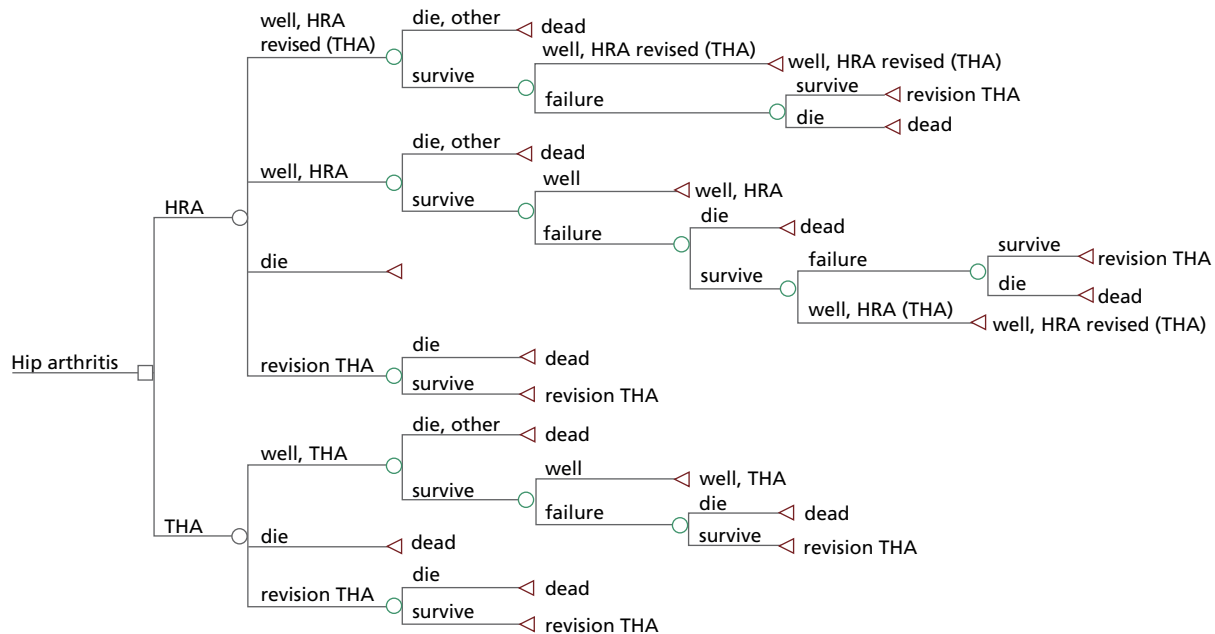 well, HRA
revised (THA)
die, other
dead
well, HRA revised (THA)
well, HRA revised (THA)
survive
failure
survive
revision THA
die
dead
die, other
dead
well, HRA
survive
well
well, HRA
failure
die
dead
survive
failure
survive
revision THA
die
dead
well, HRA (THA)
well, HRA revised (THA)
HRA
die
revision THA
die
dead
survive
revision THA
Hip arthritis
well, THA
die, other
dead
survive
well
well, THA
failure
die
dead
survive
revision THA
THA
die
dead
revision THA
die
dead
survive
revision THA